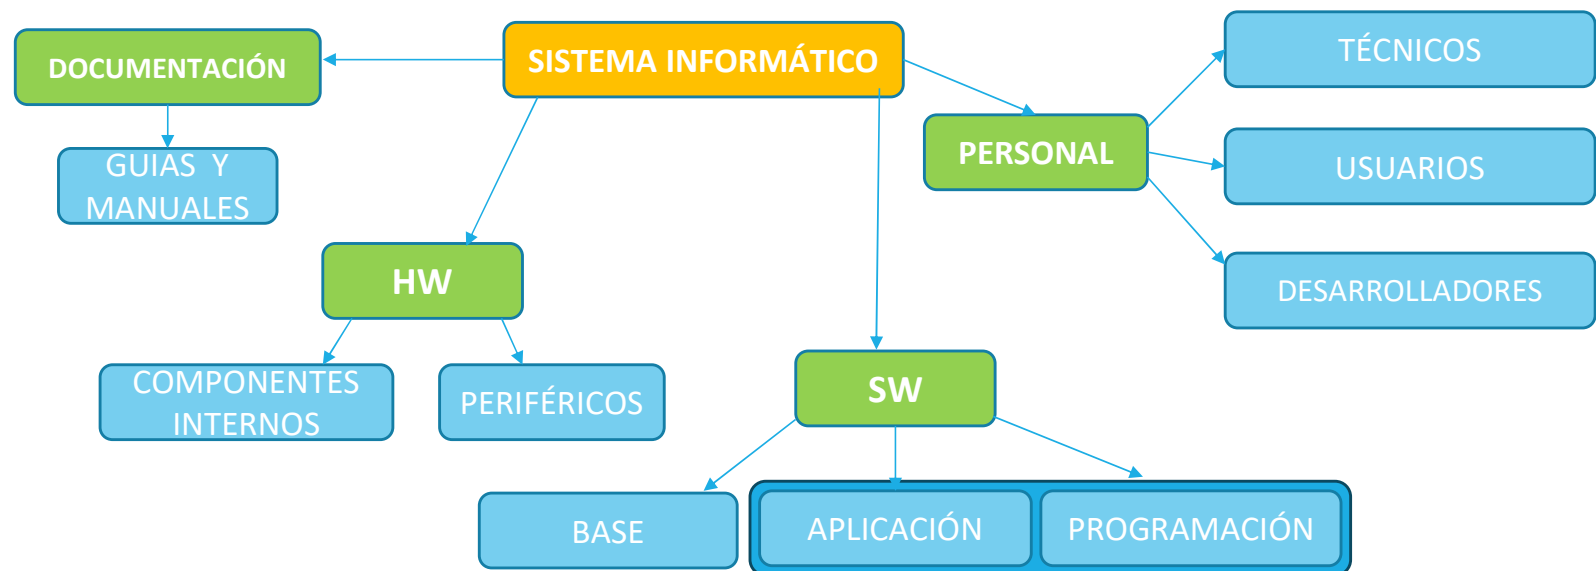 SISTEMA INFORMÁTICO
DOCUMENTACIÓN
GUIAS Y
MANUALES
HW
COMPONENTES
INTERNOS
PERIFÉRICOS
SW
BASE
APLICACIÓN
PROGRAMACIÓN
PERSONAL
TÉCNICOS
USUARIOS
DESARROLLADORES